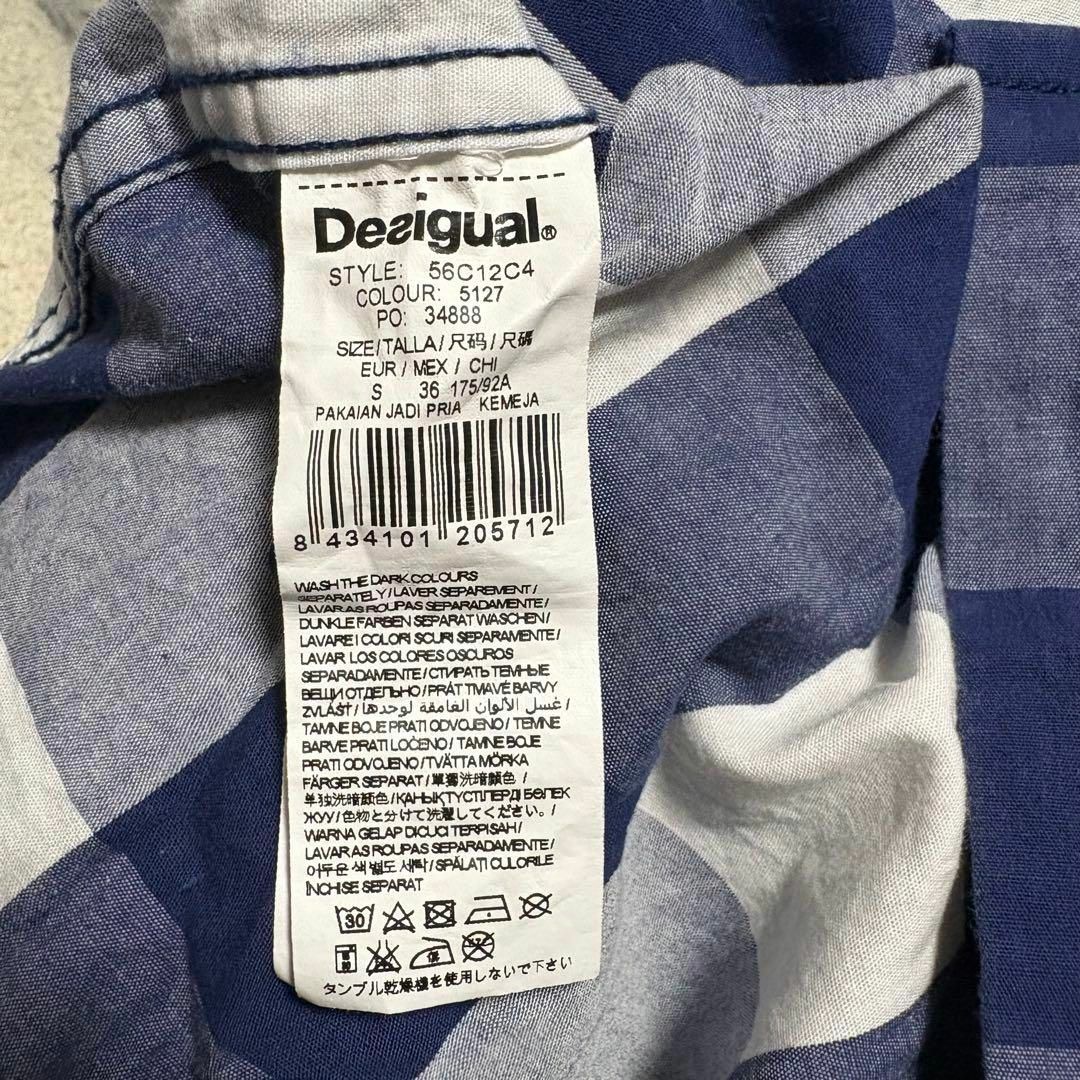 Desigual®
STYLE: 56C12C4
COLOUR: 5127
PO: 34888
SIZE/TALLA/尺码/尺碼
EUR / MEX / CHI
S 36 175/92A
PAKAIAN JADI PRIA KEMEJA
8 434101 205712
WASH THE DARK COLOURS
SEPARATELY/LAVER SEPAREMENT/
LAVAR AS ROUPAS SEPARADAMENTE/
DUNKLE FARBEN SEPARAT WASCHEN/
LAVARE I COLORI SCURI SEPARAMENTE/
LAVAR LOS COLORES OSCUROS
SEPARADAMENTE/СТИРАТЬ ТЕМНЫЕ
ВЕЩИ ОТДЕЛЬНО/PRÁT TMAVÉ BARVY
ZVLÁŠT/غسل الألوان الغامقة لوحدها/
TAMNE BOJE PRATI ODVOJENO/TEMNE
BARVE PRATI LOČENO/TAMNE BOJE
PRATI ODVOJENO/TVÄTTA MÖRKA
FÄRGER SEPARAT/單獨洗暗顏色/
单独洗暗颜色/ҚАНЫҚ ТҮСТІЛЕРДІ БӨЛЕК
ЖУУ/色物と分けて洗濯してください。/
WARNA GELAP DICUCI TERPISAH/
LAVAR AS ROUPAS SEPARADAMENTE/
어두운 색 별도 세탁/SPĂLAȚI CULORILE
ÎNCHISE SEPARAT
30
低
タンブル乾燥機を使用しないで下さい